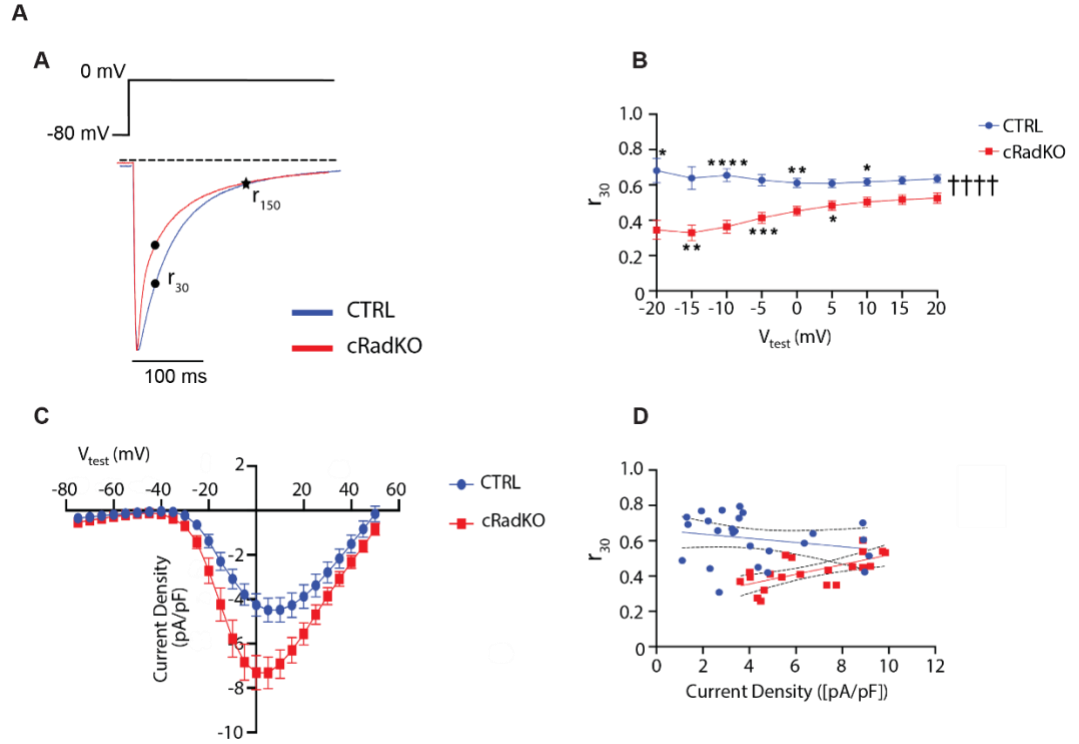 A
A
0 mV
-80 mV
r150
r30
CTRL
cRadKO
100 ms
B
1.0
0.8
0.6
0.4
0.2
0
r30
*
****
**
*
**
***
*
††††
CTRL
cRadKO
-20 -15 -10 -5 0 5 10 15 20
Vtest (mV)
C
Vtest (mV)
-80 -60 -40 -20 20 40 60
2
-2
-4
-6
-8
-10
Current Density
(pA/pF)
CTRL
cRadKO
D
1.0
0.8
0.6
0.4
0.2
0
r30
0 2 4 6 8 10 12
Current Density ([pA/pF])